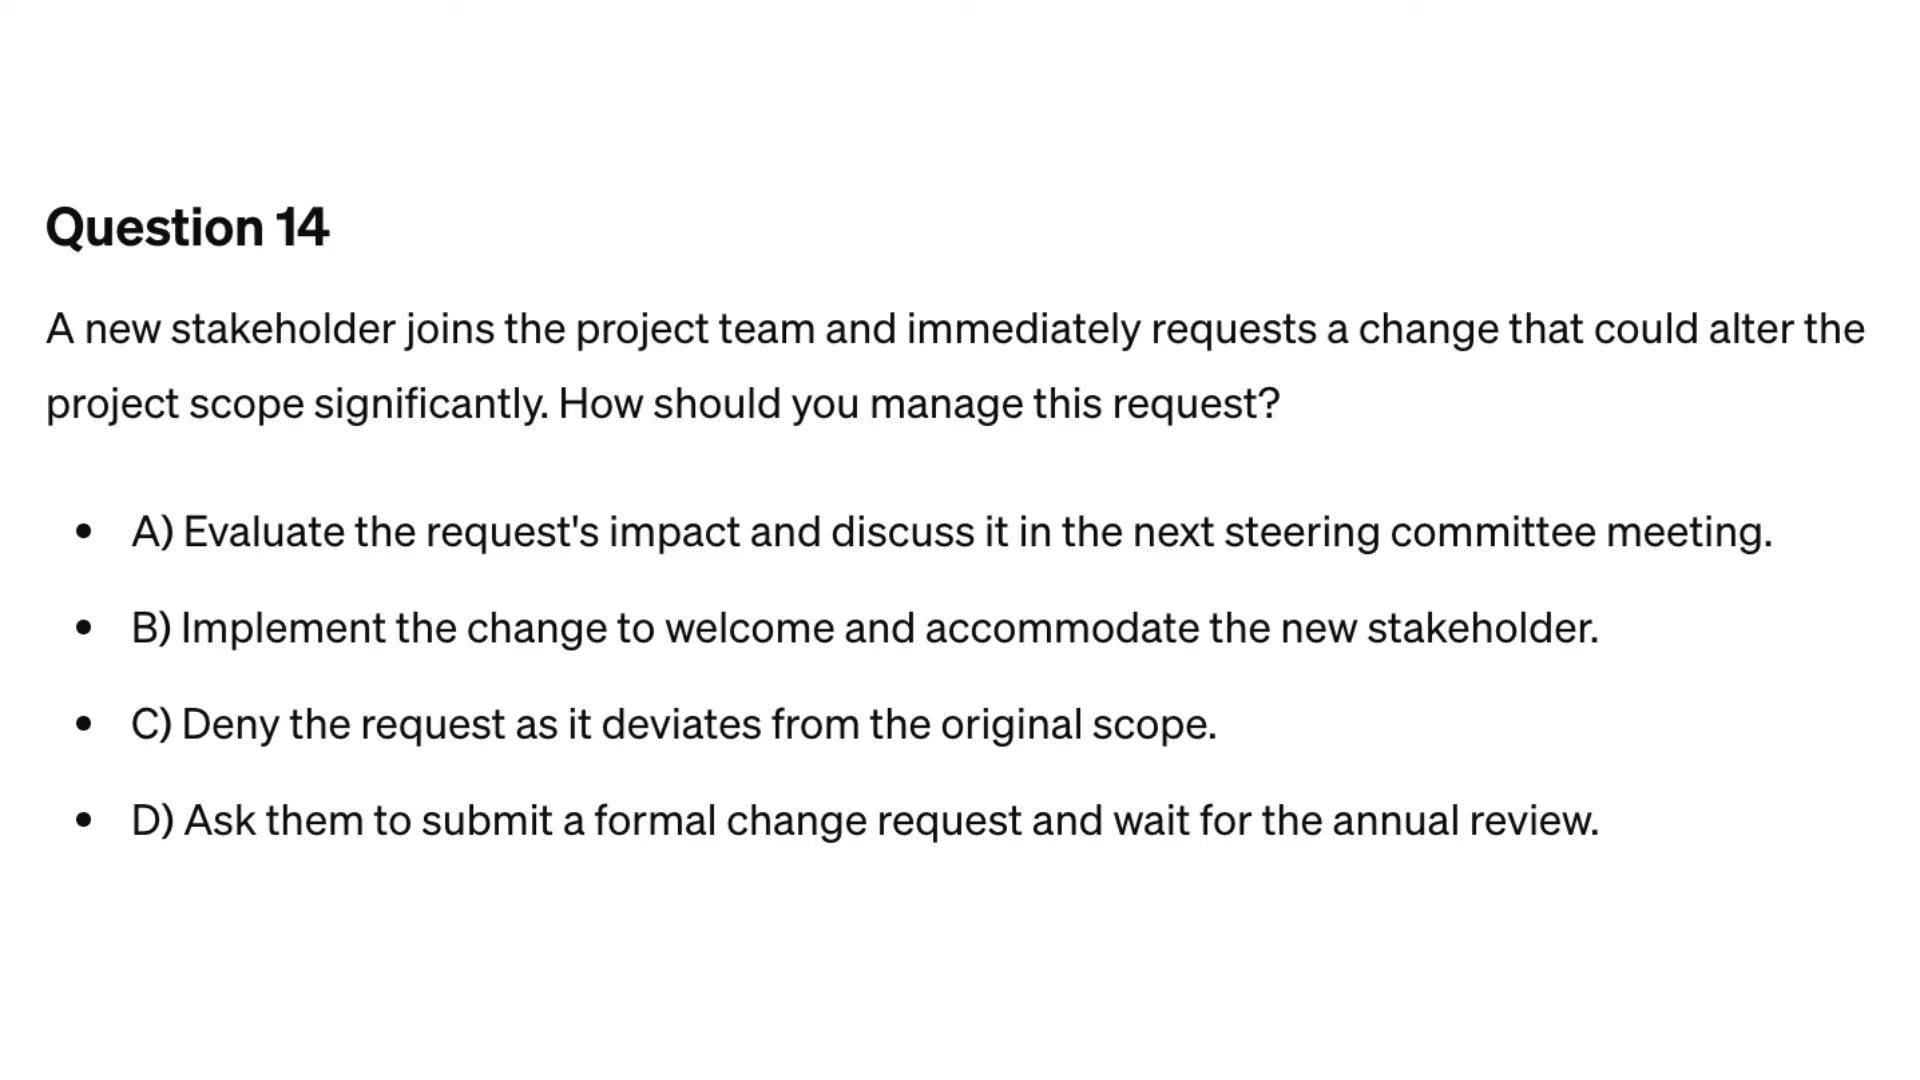 Question 14
A new stakeholder joins the project team and immediately requests a change that could alter the
project scope significantly. How should you manage this request?
• A) Evaluate the request's impact and discuss it in the next steering committee meeting.
• B) Implement the change to welcome and accommodate the new stakeholder.
• C) Deny the request as it deviates from the original scope.
• D) Ask them to submit a formal change request and wait for the annual review.